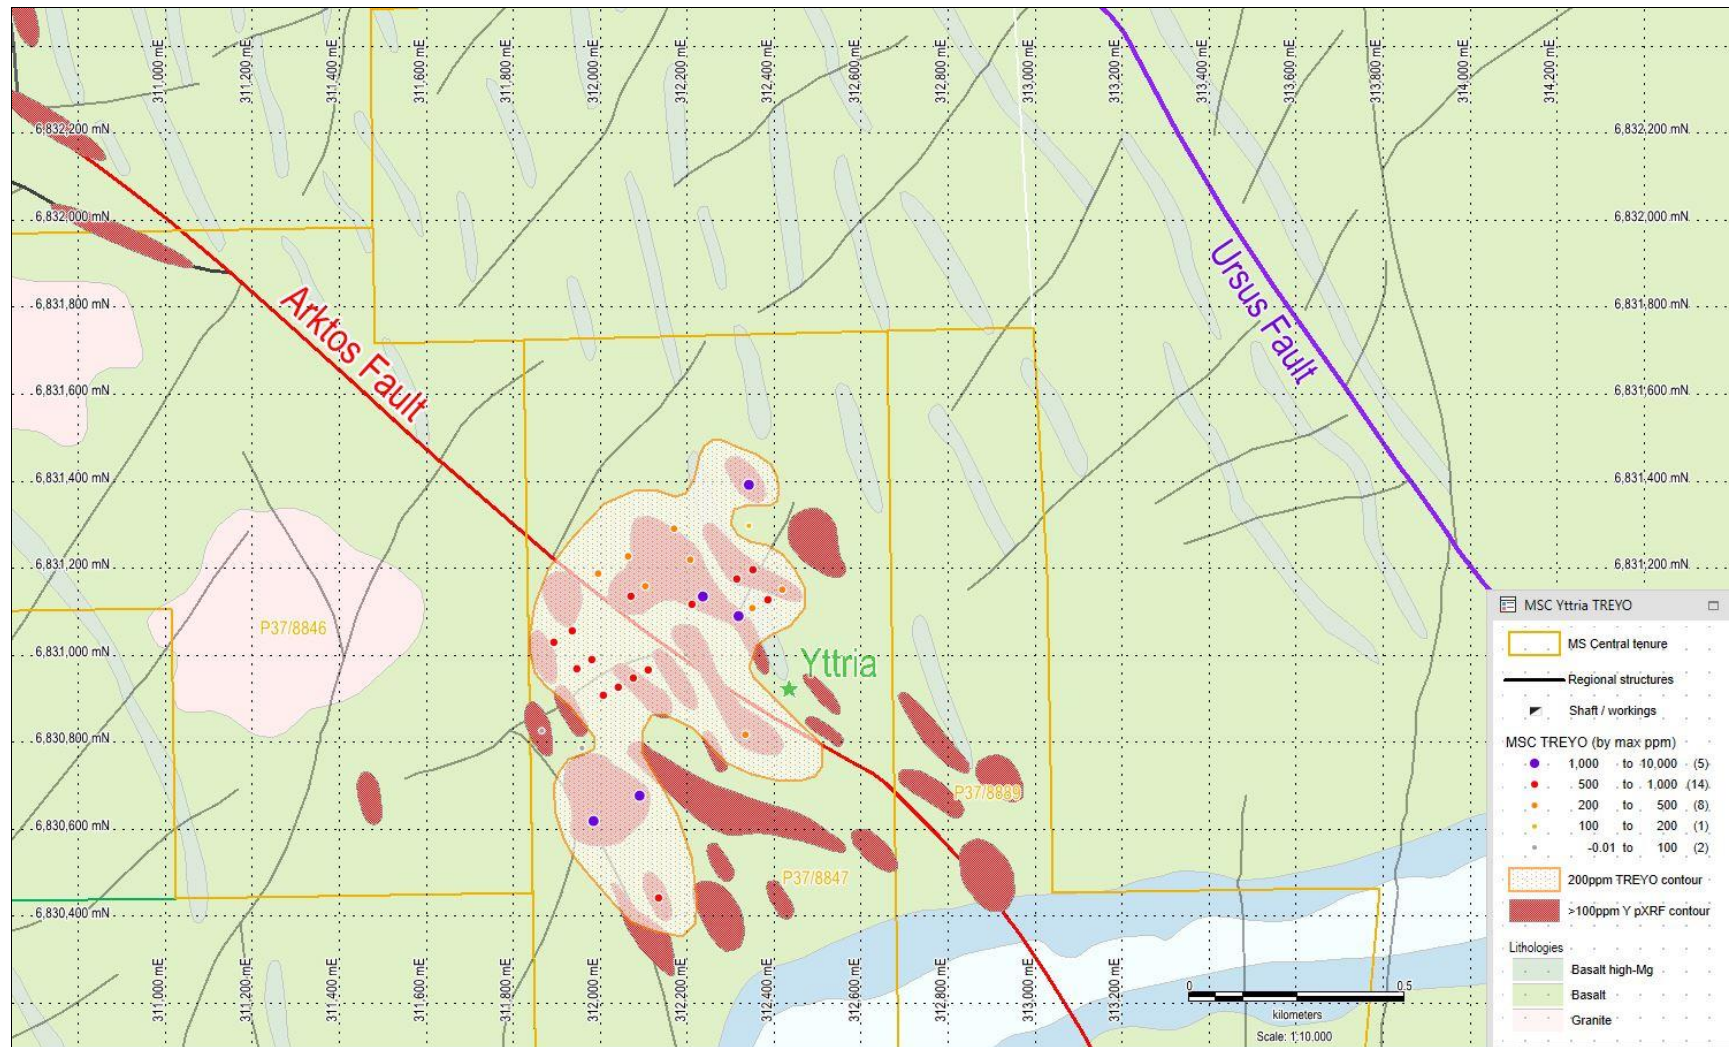 311,000 mE
311,200 mE
311,400 mE
311,600 mE
311,800 mE
312,000 mE
312,200 mE
312,400 mE
312,600 mE
312,800 mE
313,000 mE
313,200 mE
313,400 mE
313,600 mE
313,800 mE
314,000 mE
314,200 mE
6,832,200 mN
6,832,200 mN
6,832,000 mN
6,832,000 mN
6,831,800 mN
6,831,800 mN
6,831,600 mN
6,831,600 mN
6,831,400 mN
6,831,400 mN
6,831,200 mN
6,831,200 mN
6,831,000 mN
6,830,800 mN
6,830,600 mN
6,830,400 mN
Arktos Fault
Ursus Fault
P37/8846
Yttria
P37/8889
P37/8847
311,000 mE
311,200 mE
311,400 mE
311,600 mE
311,800 mE
312,000 mE
312,200 mE
312,400 mE
312,600 mE
312,800 mE
313,000 mE
313,200 mE
0 0.5
kilometers
Scale: 1:10,000
MSC Yttria TREYO
MS Central tenure
Regional structures
Shaft / workings
MSC TREYO (by max ppm)
1,000 to 10,000 (5)
500 to 1,000 (14)
200 to 500 (8)
100 to 200 (1)
-0.01 to 100 (2)
200ppm TREYO contour
>100ppm Y pXRF contour
Lithologies
Basalt high-Mg
Basalt
Granite